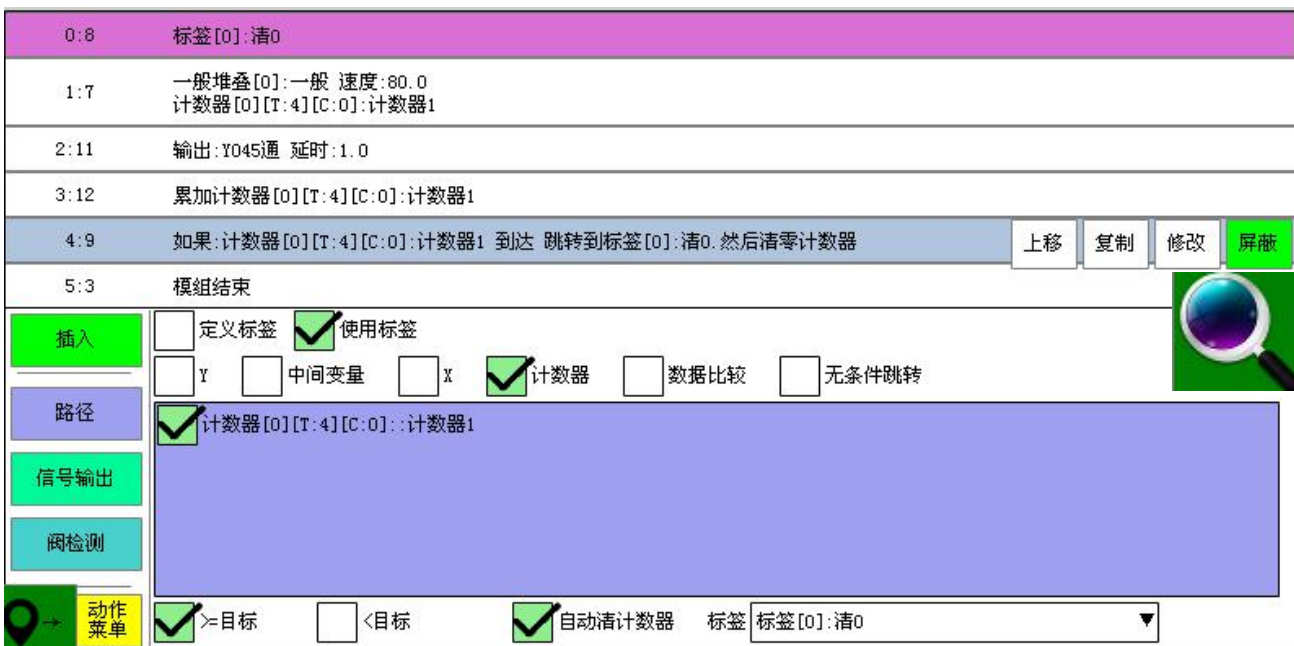 0:8 标签[0]:清0
1:7 一般堆叠[0]:一般 速度:80.0
计数器[0][T:4][C:0]:计数器1
2:11 输出:Y045通 延时:1.0
3:12 累加计数器[0][T:4][C:0]:计数器1
4:9 如果:计数器[0][T:4][C:0]:计数器1 到达 跳转到标签[0]:清0.然后清零计数器 上移 复制 修改 屏蔽
5:3 模组结束
插入 定义标签 使用标签
Y 中间变量 X 计数器 数据比较 无条件跳转
路径 计数器[0][T:4][C:0]::计数器1
信号输出
阀检测
动作
菜单
>=目标 <目标 自动清计数器 标签 标签[0]:清0